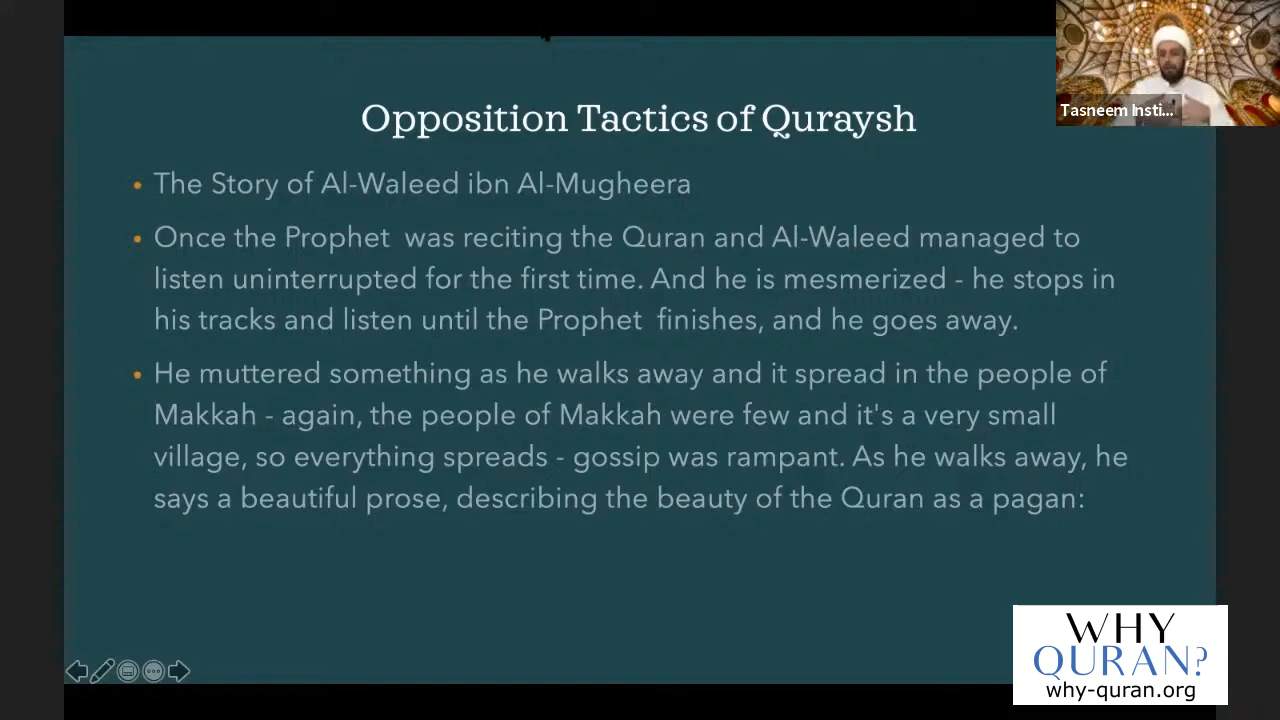 Opposition Tactics of Quraysh
Tasneem Insti...
• The Story of Al-Waleed ibn Al-Mugheera
• Once the Prophet  was reciting the Quran and Al-Waleed managed to
listen uninterrupted for the first time. And he is mesmerized - he stops in
his tracks and listen until the Prophet  finishes, and he goes away.
• He muttered something as he walks away and it spread in the people of
Makkah - again, the people of Makkah were few and it's a very small
village, so everything spreads - gossip was rampant. As he walks away, he
says a beautiful prose, describing the beauty of the Quran as a pagan:
WHY
QURAN?
why-quran.org